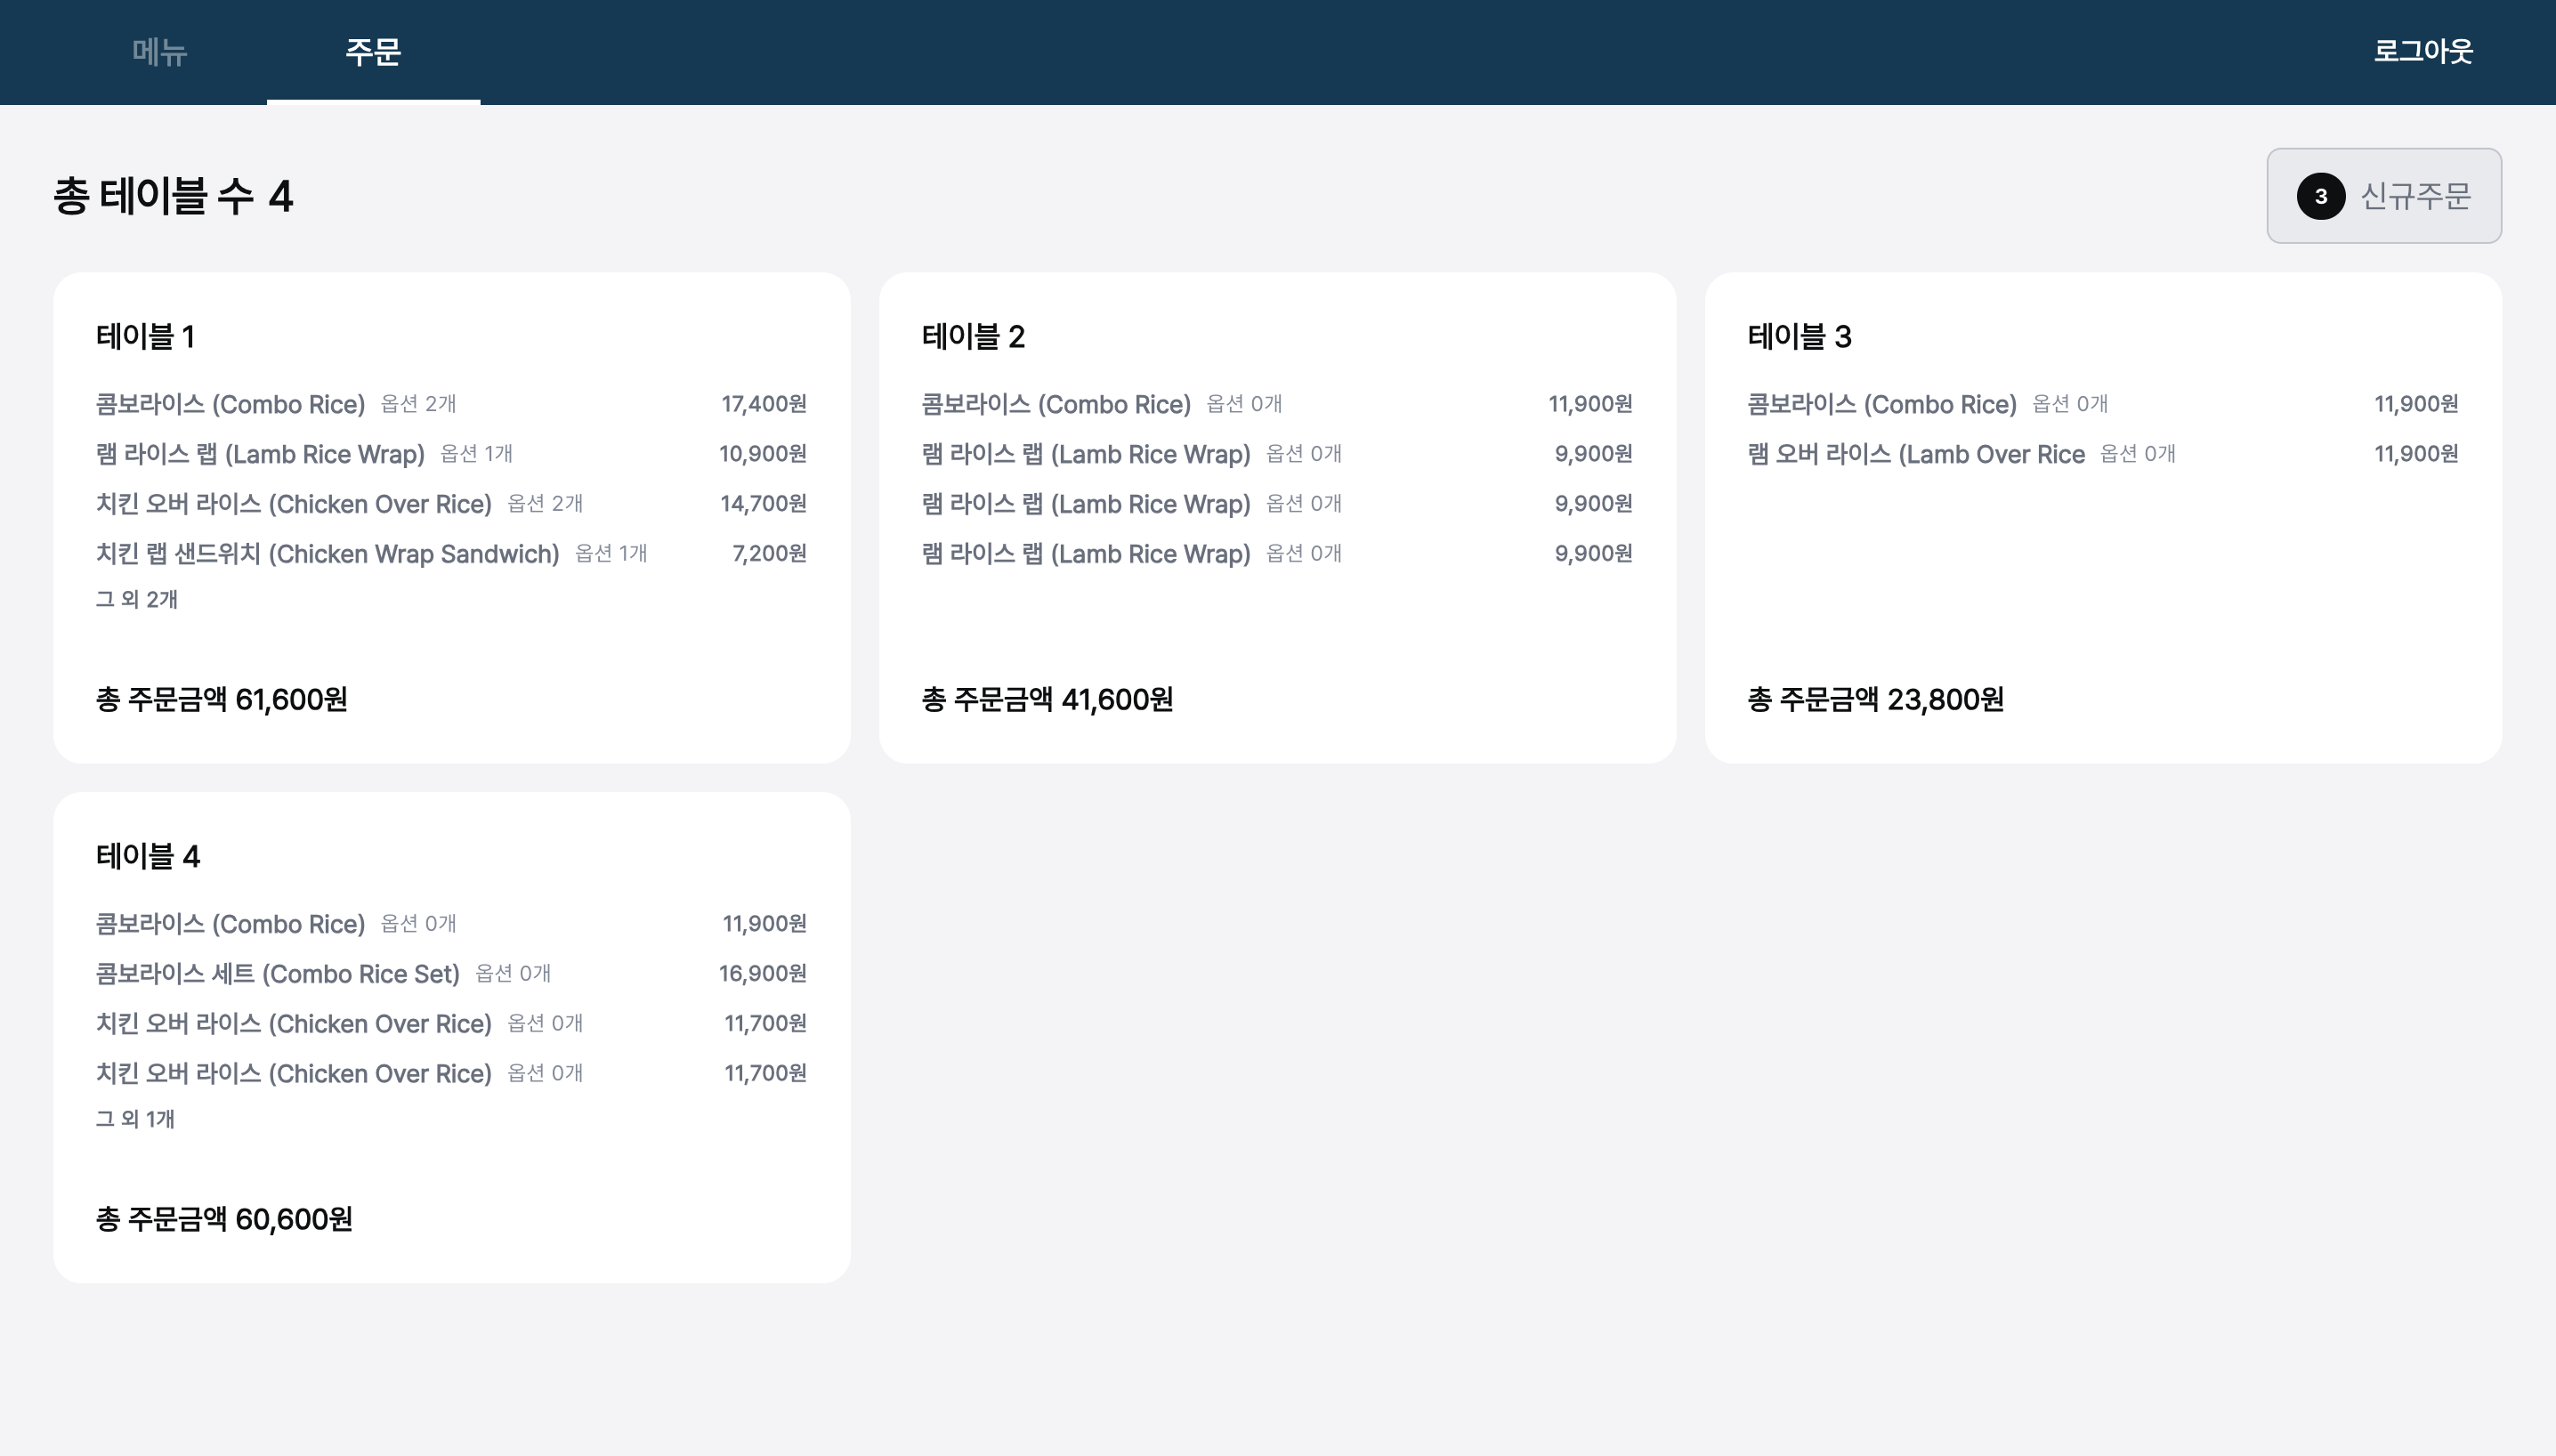 메뉴 주문 로그아웃
총 테이블 수 4
3 신규주문
테이블 1
콤보라이스 (Combo Rice) 옵션 2개 17,400원
램 라이스 랩 (Lamb Rice Wrap) 옵션 1개 10,900원
치킨 오버 라이스 (Chicken Over Rice) 옵션 2개 14,700원
치킨 랩 샌드위치 (Chicken Wrap Sandwich) 옵션 1개 7,200원
그 외 2개
총 주문금액 61,600원
테이블 2
콤보라이스 (Combo Rice) 옵션 0개 11,900원
램 라이스 랩 (Lamb Rice Wrap) 옵션 0개 9,900원
램 라이스 랩 (Lamb Rice Wrap) 옵션 0개 9,900원
램 라이스 랩 (Lamb Rice Wrap) 옵션 0개 9,900원
총 주문금액 41,600원
테이블 3
콤보라이스 (Combo Rice) 옵션 0개 11,900원
램 오버 라이스 (Lamb Over Rice 옵션 0개 11,900원
총 주문금액 23,800원
테이블 4
콤보라이스 (Combo Rice) 옵션 0개 11,900원
콤보라이스 세트 (Combo Rice Set) 옵션 0개 16,900원
치킨 오버 라이스 (Chicken Over Rice) 옵션 0개 11,700원
치킨 오버 라이스 (Chicken Over Rice) 옵션 0개 11,700원
그 외 1개
총 주문금액 60,600원